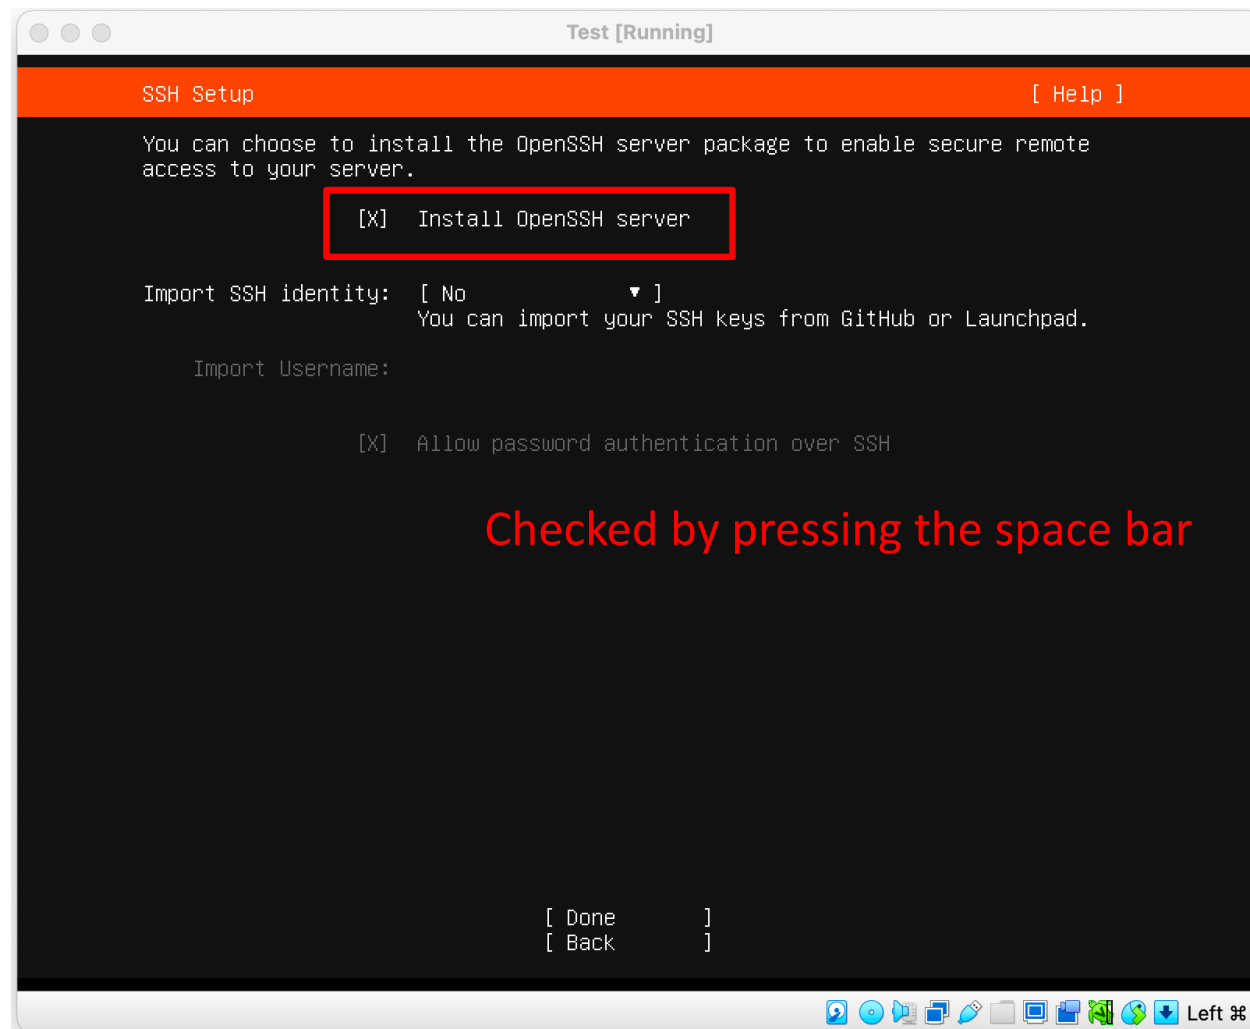 Test [Running]
SSH Setup [ Help ]
You can choose to install the OpenSSH server package to enable secure remote
access to your server.
[X] Install OpenSSH server
Import SSH identity: [ No ▼ ]
You can import your SSH keys from GitHub or Launchpad.
Import Username:
[X] Allow password authentication over SSH
Checked by pressing the space bar
[ Done ]
[ Back ]
Left ⌘